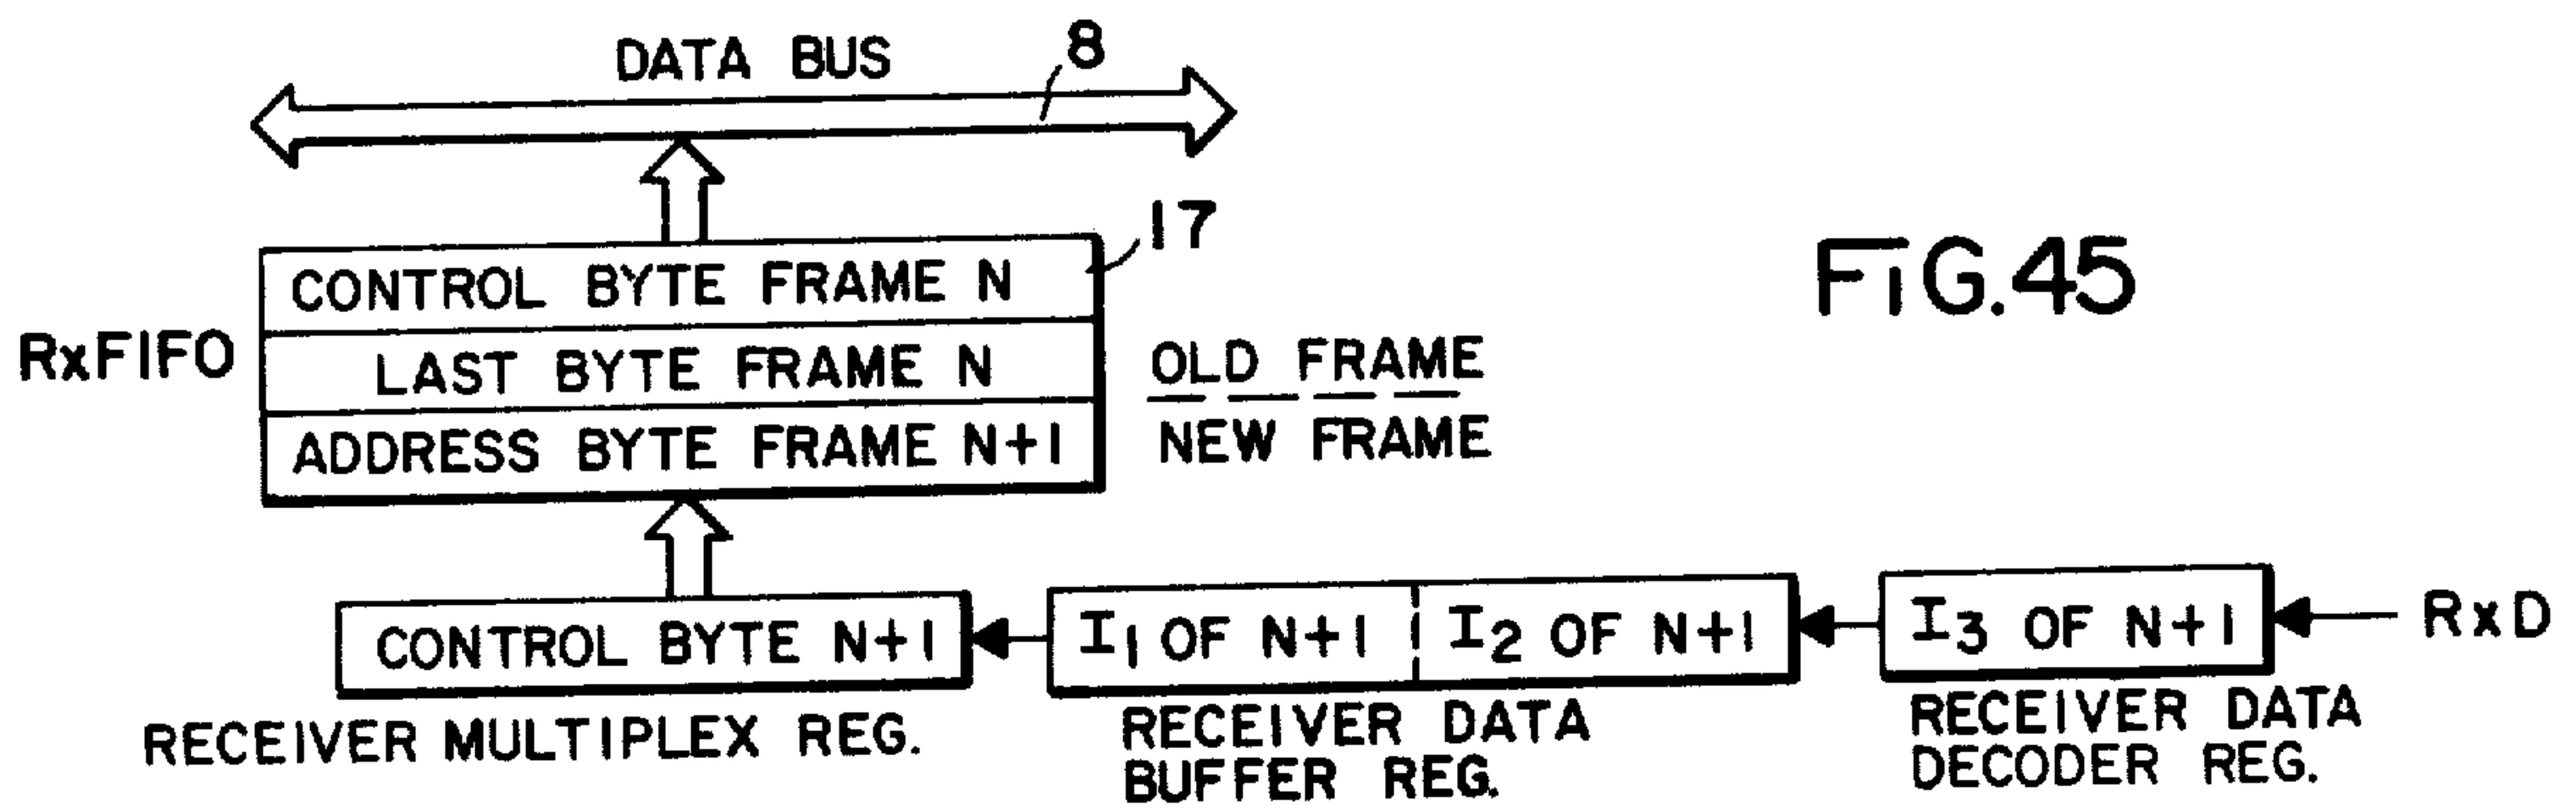 DATA BUS
8
17
CONTROL BYTE FRAME N
FIG.45
RxFIFO
LAST BYTE FRAME N
OLD FRAME
ADDRESS BYTE FRAME N+1
NEW FRAME
CONTROL BYTE N+1
I1 OF N+1
I2 OF N+1
I3 OF N+1
RxD
RECEIVER MULTIPLEX REG.
RECEIVER DATA
BUFFER REG.
RECEIVER DATA
DECODER REG.